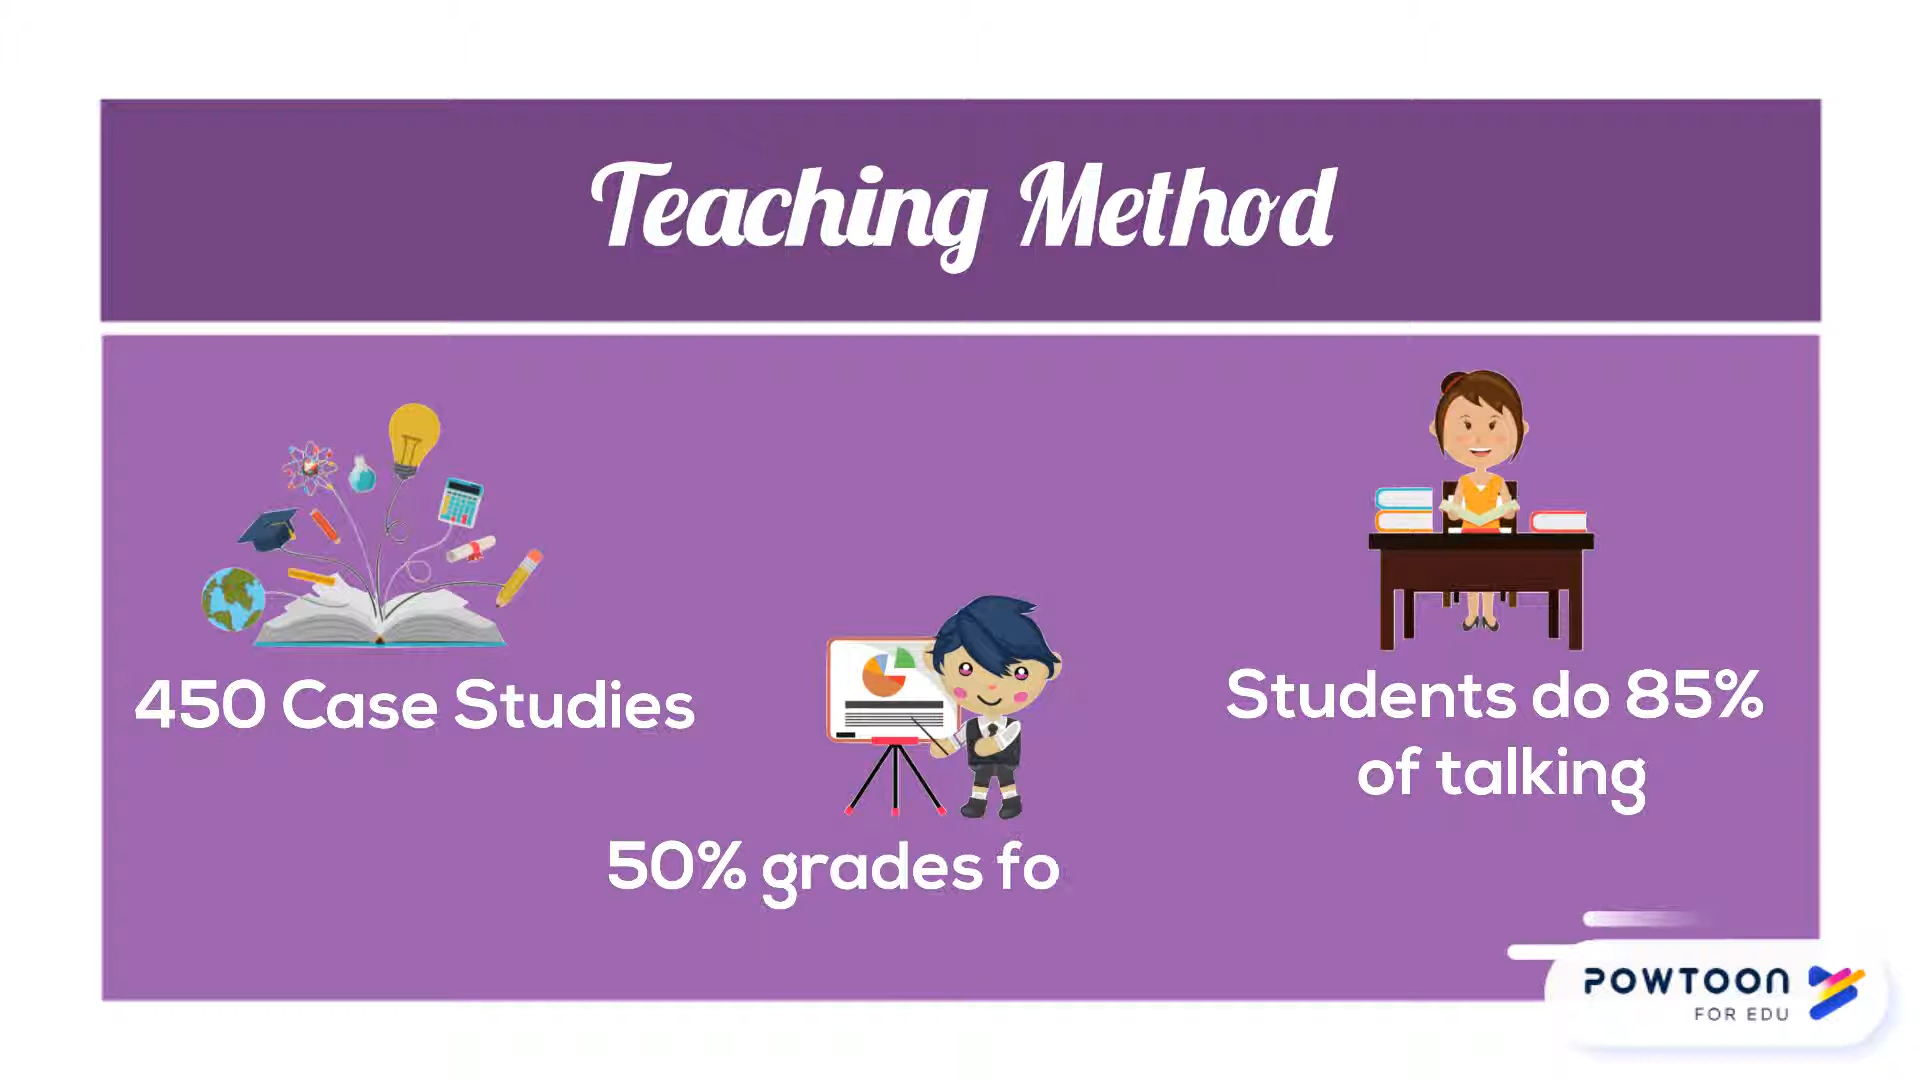 Teaching Method
450 Case Studies
50% grades fo
Students do 85%
of talking
POWTOON
FOR EDU